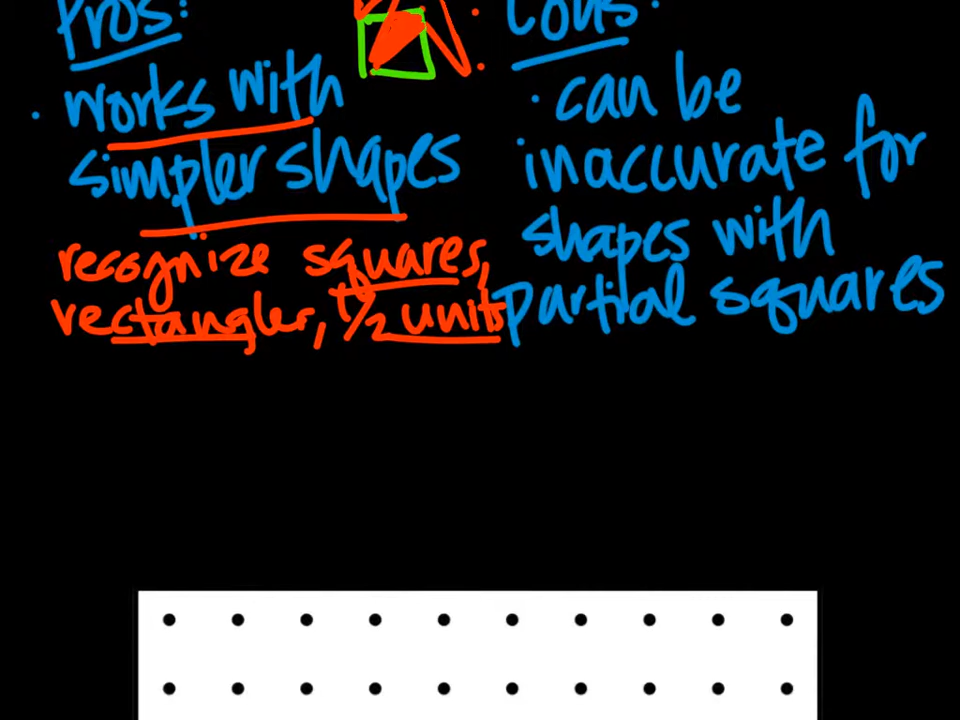 Pros:
· works with
simpler shapes
recognize squares,
rectangles, 1/2 units
Cons:
· can be
inaccurate for
shapes with
partial squares